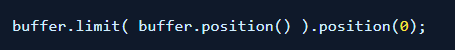 buffer.limit( buffer.position() ).position(0);